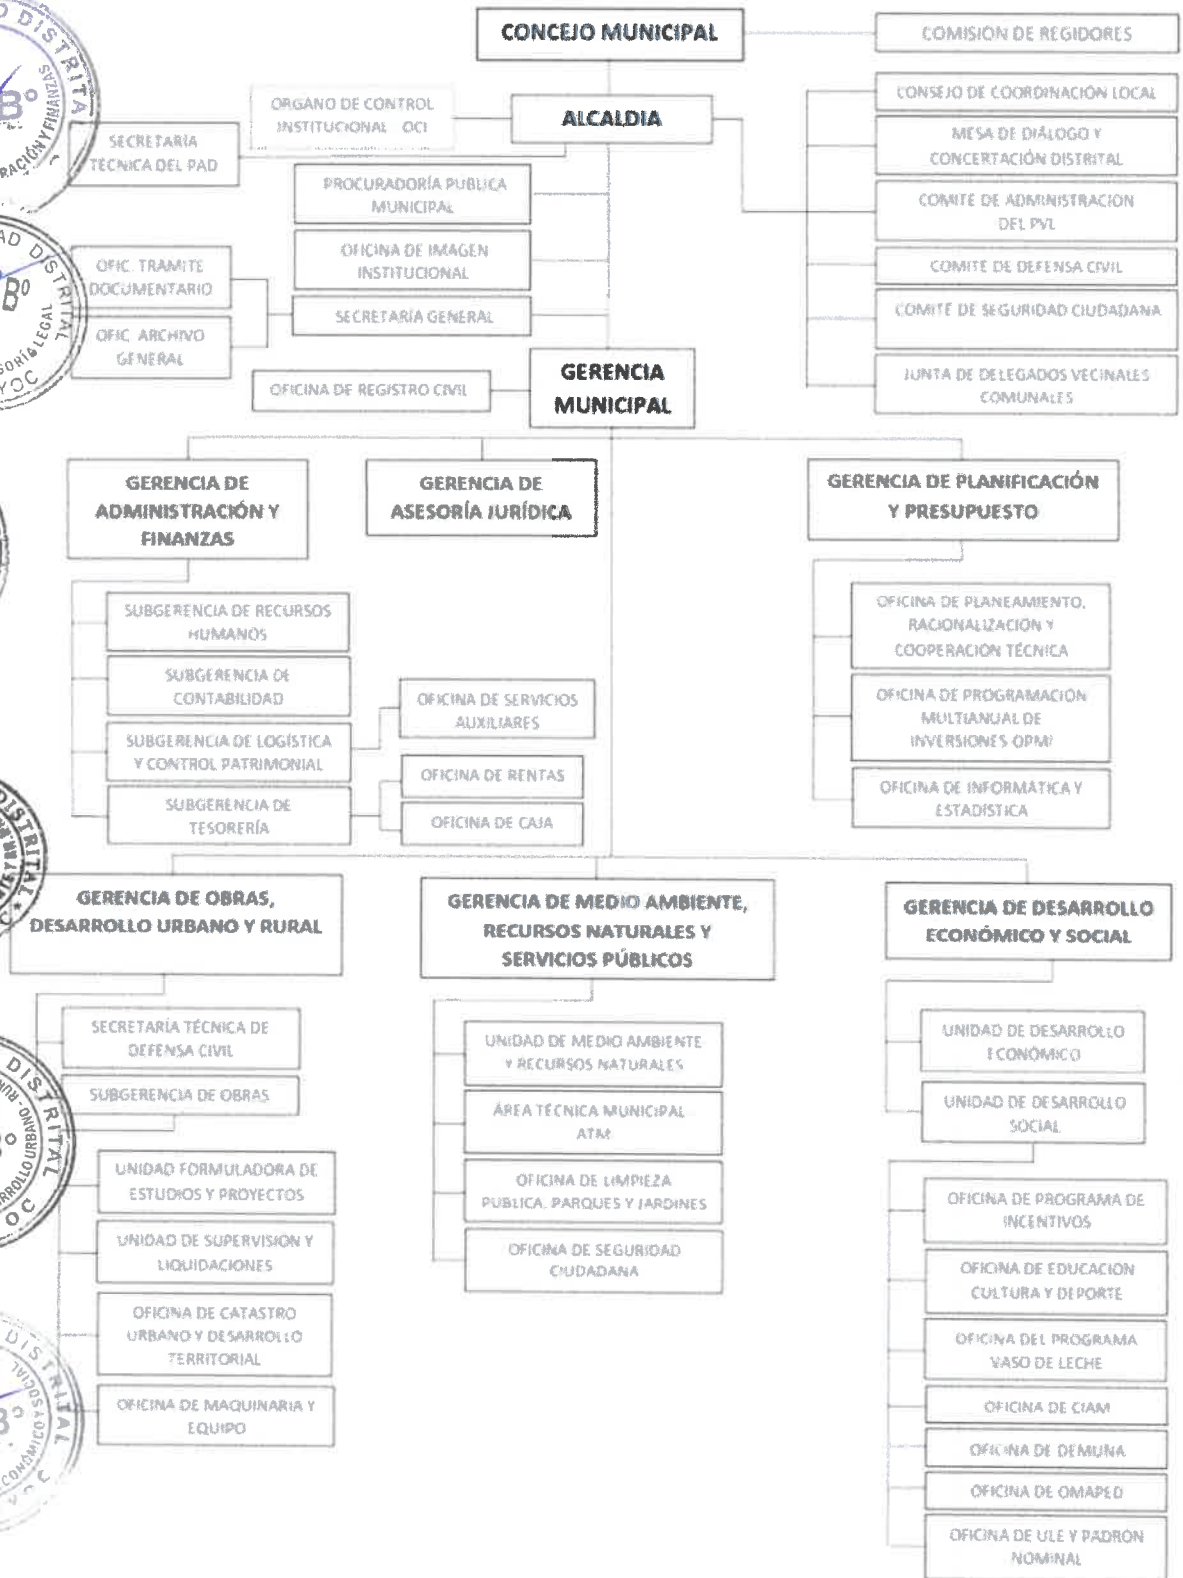 CONCEJO MUNICIPAL
COMISIÓN DE REGIDORES
ALCALDIA
ORGANO DE CONTROL
INSTITUCIONAL OCI
SECRETARÍA
TÉCNICA DEL PAD
CONSEJO DE COORDINACIÓN LOCAL
MESA DE DIÁLOGO Y
CONCERTACIÓN DISTRITAL
COMITÉ DE ADMINISTRACION
DEL PVL
COMITÉ DE DEFENSA CIVIL
COMITÉ DE SEGURIDAD CIUDADANA
JUNTA DE DELEGADOS VECINALES
COMUNALES
PROCURADORÍA PUBLICA
MUNICIPAL
OFICINA DE IMAGEN
INSTITUCIONAL
SECRETARÍA GENERAL
OFIC. TRAMITE
DOCUMENTARIO
OFIC. ARCHIVO
GENERAL
GERENCIA
MUNICIPAL
OFICINA DE REGISTRO CIVIL
GERENCIA DE
ADMINISTRACIÓN Y
FINANZAS
GERENCIA DE
ASESORÍA JURÍDICA
GERENCIA DE PLANIFICACIÓN
Y PRESUPUESTO
SUBGERENCIA DE RECURSOS
HUMANOS
SUBGERENCIA DE
CONTABILIDAD
SUBGERENCIA DE LOGÍSTICA
Y CONTROL PATRIMONIAL
SUBGERENCIA DE
TESORERÍA
OFICINA DE SERVICIOS
AUXILIARES
OFICINA DE RENTAS
OFICINA DE CAJA
OFICINA DE PLANEAMIENTO,
RACIONALIZACIÓN Y
COOPERACION TÉCNICA
OFICINA DE PROGRAMACIÓN
MULTIANUAL DE
INVERSIONES OPMI
OFICINA DE INFORMÁTICA Y
ESTADÍSTICA
GERENCIA DE OBRAS,
DESARROLLO URBANO Y RURAL
GERENCIA DE MEDIO AMBIENTE,
RECURSOS NATURALES Y
SERVICIOS PÚBLICOS
GERENCIA DE DESARROLLO
ECONÓMICO Y SOCIAL
SECRETARÍA TÉCNICA DE
DEFENSA CIVIL
SUBGERENCIA DE OBRAS
UNIDAD FORMULADORA DE
ESTUDIOS Y PROYECTOS
UNIDAD DE SUPERVISION Y
LIQUIDACIONES
OFICINA DE CATASTRO
URBANO Y DESARROLLO
TERRITORIAL
OFICINA DE MAQUINARIA Y
EQUIPO
UNIDAD DE MEDIO AMBIENTE
Y RECURSOS NATURALES
ÁREA TÉCNICA MUNICIPAL
ATM
OFICINA DE LIMPIEZA
PUBLICA, PARQUES Y JARDINES
OFICINA DE SEGURIDAD
CIUDADANA
UNIDAD DE DESARROLLO
ECONÓMICO
UNIDAD DE DESARROLLO
SOCIAL
OFICINA DE PROGRAMA DE
INCENTIVOS
OFICINA DE EDUCACION
CULTURA Y DEPORTE
OFICINA DEL PROGRAMA
VASO DE LECHE
OFICINA DE CIAM
OFICINA DE DEMUNA
OFICINA DE OMAPED
OFICINA DE ULE Y PADRON
NOMINAL